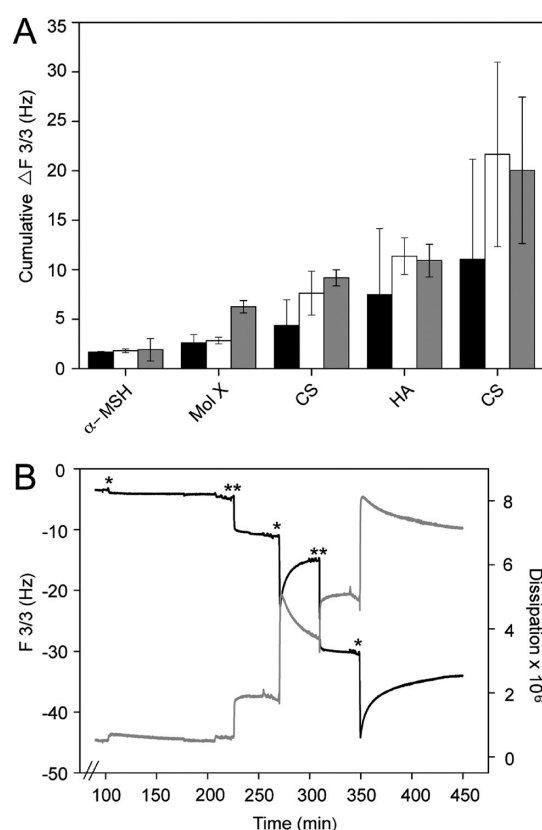 A
Cumulative △F 3/3 (Hz)
35
30
25
20
15
10
5
0
α-MSH
Mol X
CS
HA
CS
B
F 3/3 (Hz)
0
-10
-20
-30
-40
-50
*
**
*
**
*
8
6
4
2
0
Dissipation x 10⁶
90 100 150 200 250 300 350 400 450
Time (min)